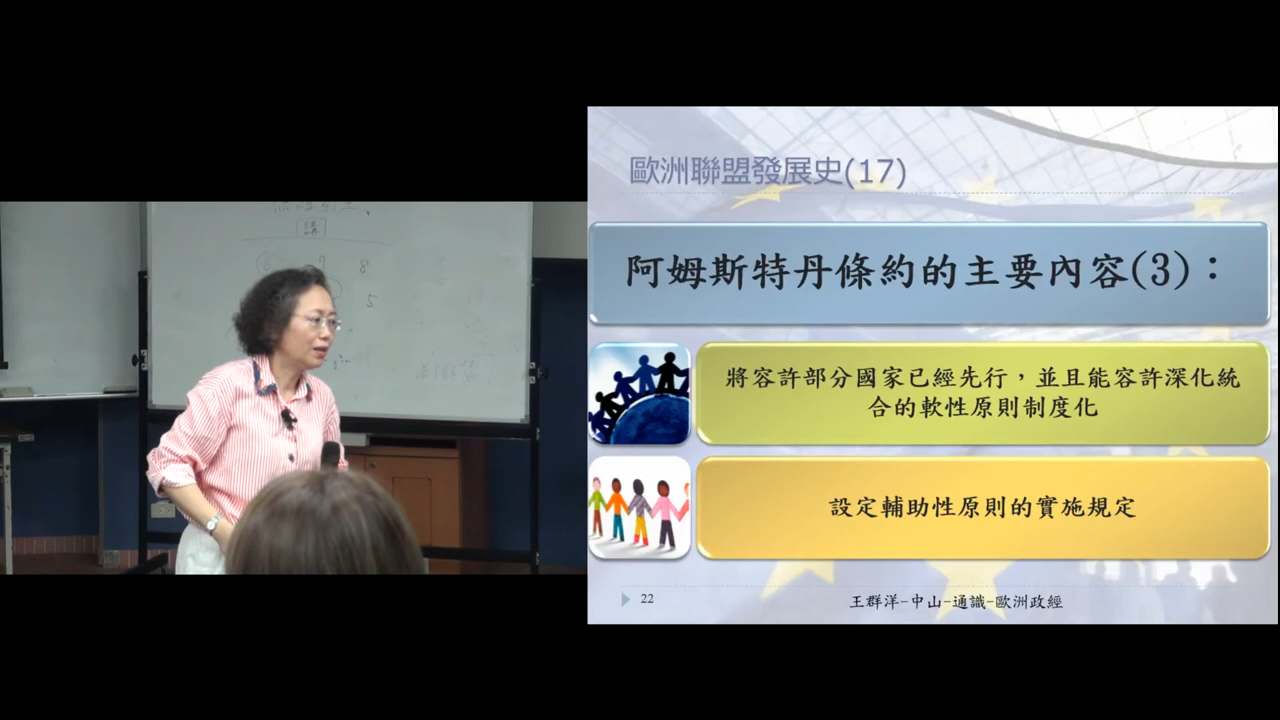 講
8
5
歐洲聯盟發展史(17)
阿姆斯特丹條約的主要內容(3)：
將容許部分國家已經先行，並且能容許深化統
合的軟性原則制度化
設定輔助性原則的實施規定
22
王群洋-中山-通識-歐洲政經